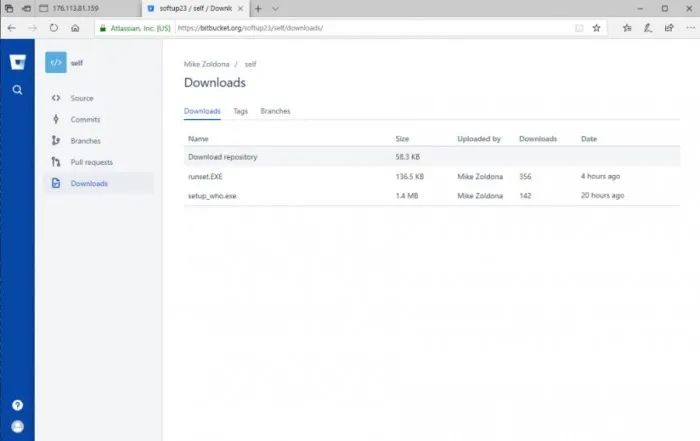 176.113.81.159
softup23 / self / Downl
Atlassian, Inc. [US]
https://bitbucket.org/softup23/self/downloads/
self
Source
Commits
Branches
Pull requests
Downloads
Mike Zoldona / self
Downloads
Downloads Tags Branches
Name Size Uploaded by Downloads Date
Download repository 58.3 KB
runset.EXE 136.5 KB Mike Zoldona 356 4 hours ago
setup_who.exe 1.4 MB Mike Zoldona 142 20 hours ago